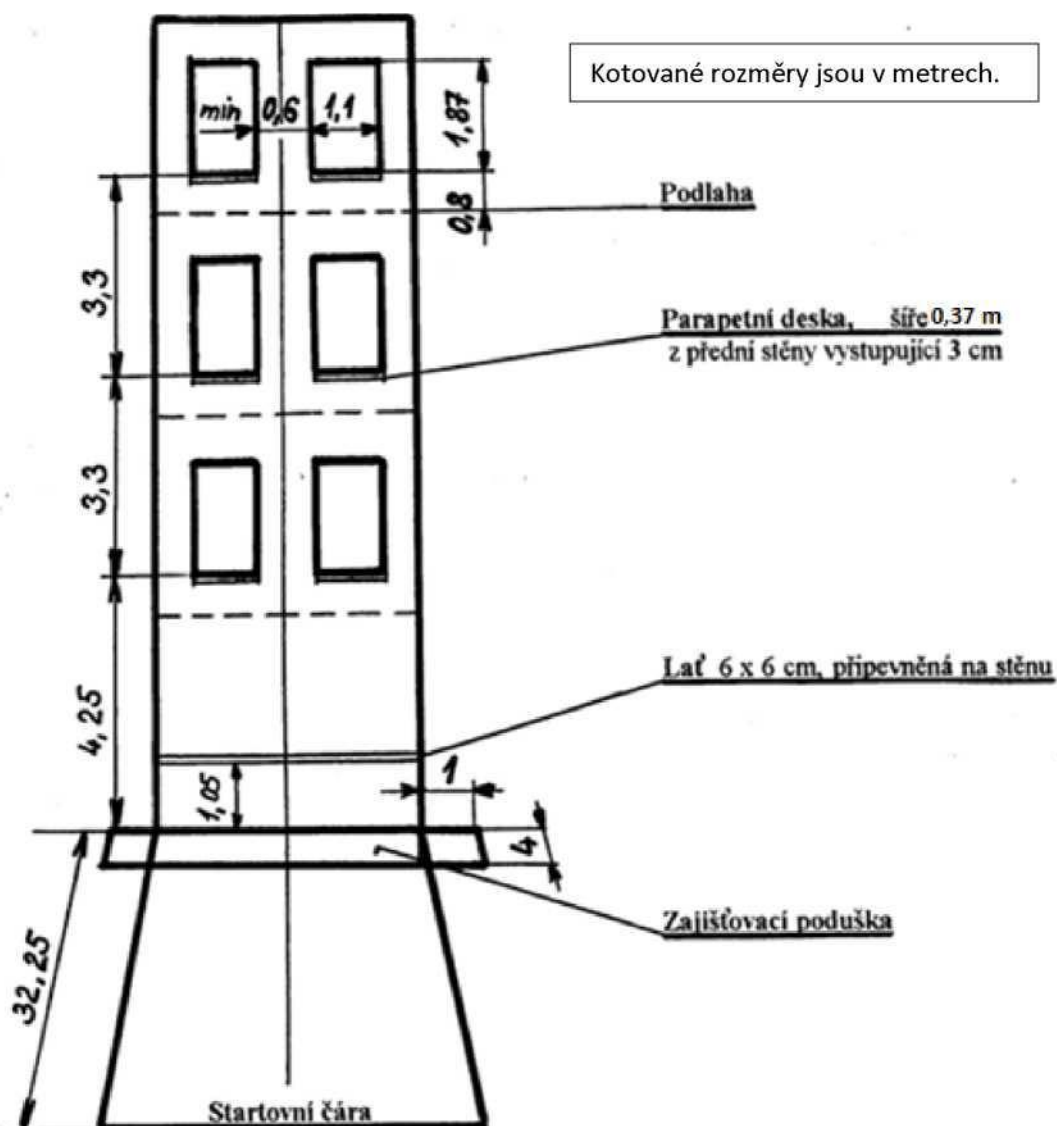 Kotované rozměry jsou v metrech.
min 0,6 1,1
1,87
Podlaha
0,8
3,3
Parapetní deska, šíře 0,37 m
z přední stěny vystupující 3 cm
3,3
Lať 6 x 6 cm, připevněná na stěnu
4,25
1
1,05
4
Zajišťovací poduška
32,25
Startovní čára